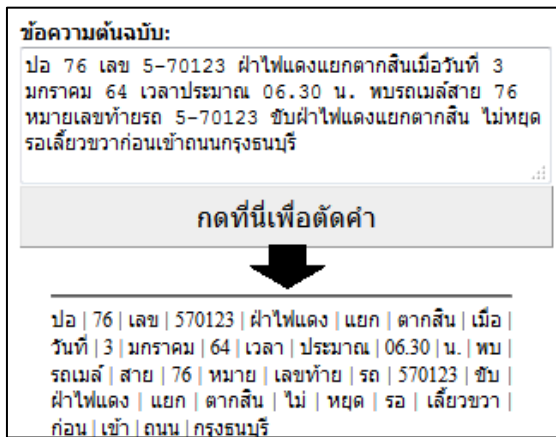 ข้อความต้นฉบับ:
ปอ 76 เลข 5-70123 ฝ่าไฟแดงแยกตากสินเมื่อวันที่ 3
มกราคม 64 เวลาประมาณ 06.30 น. พบรถเมล์สาย 76
หมายเลขท้ายรถ 5-70123 ขับฝ่าไฟแดงแยกตากสิน ไม่หยุด
รอเลี้ยวขวาก่อนเข้าถนนกรุงธนบุรี
กดที่นี่เพื่อตัดคำ
ปอ | 76 | เลข | 570123 | ฝ่าไฟแดง | แยก | ตากสิน | เมื่อ |
วันที่ | 3 | มกราคม | 64 | เวลา | ประมาณ | 06.30 | น. | พบ |
รถเมล์ | สาย | 76 | หมาย | เลขท้าย | รถ | 570123 | ขับ |
ฝ่าไฟแดง | แยก | ตากสิน | ไม่ | หยุด | รอ | เลี้ยวขวา |
ก่อน | เข้า | ถนน | กรุงธนบุรี